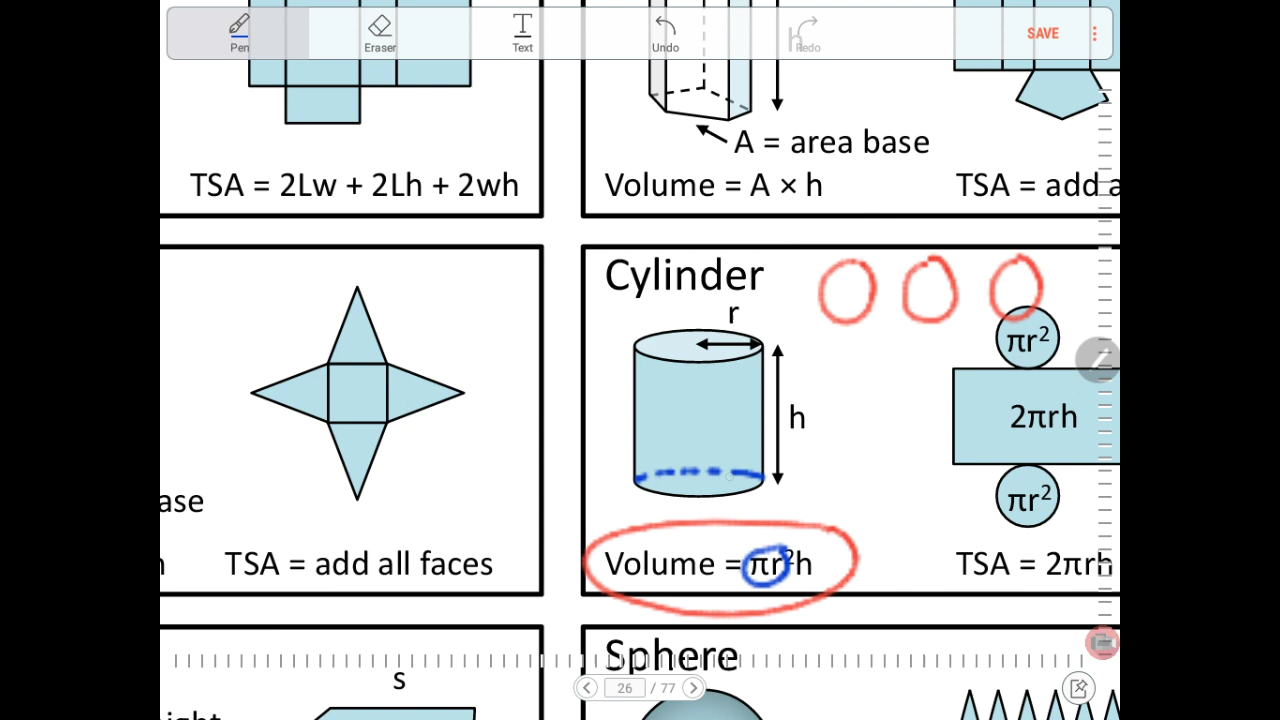 Pen
Eraser
Text
Undo
Redo
SAVE
h
A = area base
TSA = 2Lw + 2Lh + 2wh
Volume = A × h
TSA = add a
Cylinder
r
h
πr²
2πrh
πr²
ase
h
TSA = add all faces
Volume = πr²h
TSA = 2πrh
Sphere
s
ight
26 / 77